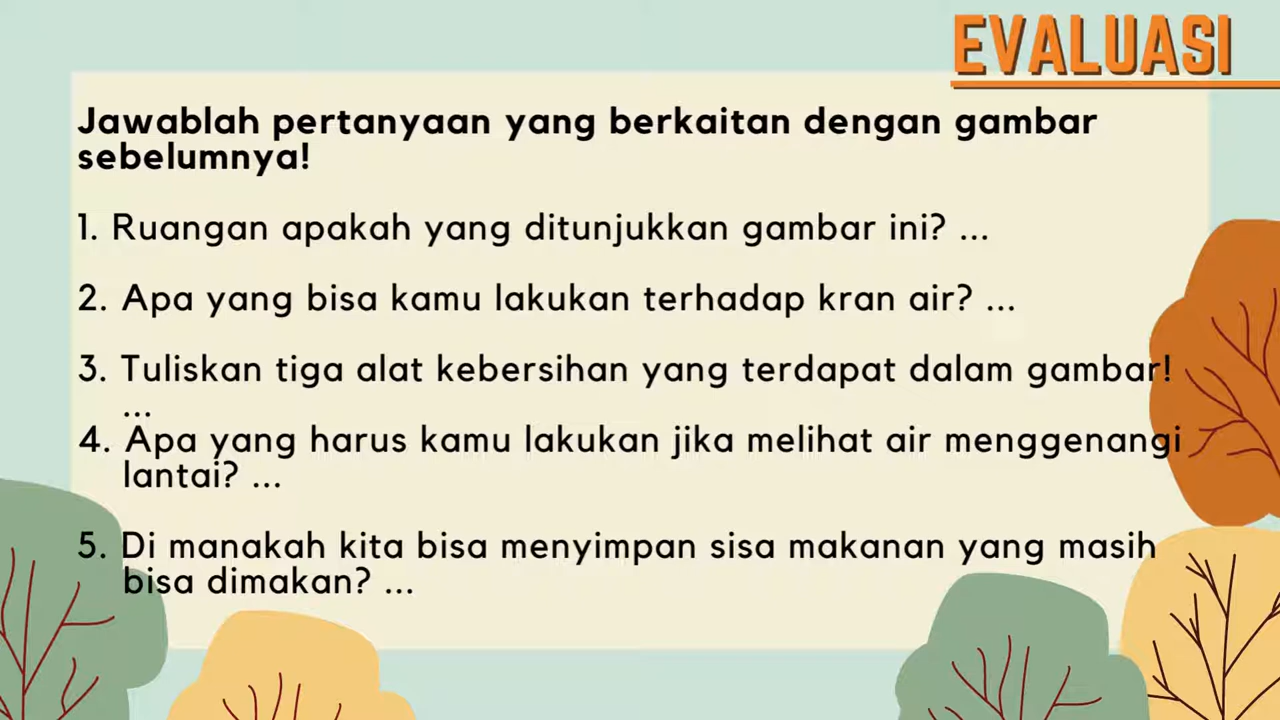 EVALUASI
Jawablah pertanyaan yang berkaitan dengan gambar
sebelumnya!
1. Ruangan apakah yang ditunjukkan gambar ini? ...
2. Apa yang bisa kamu lakukan terhadap kran air? ...
3. Tuliskan tiga alat kebersihan yang terdapat dalam gambar!
...
4. Apa yang harus kamu lakukan jika melihat air menggenangi
lantai? ...
5. Di manakah kita bisa menyimpan sisa makanan yang masih
bisa dimakan? ...